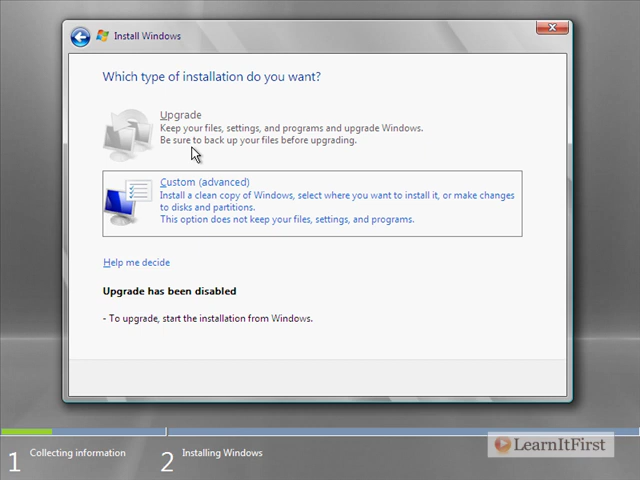 Install Windows
Which type of installation do you want?
Upgrade
Keep your files, settings, and programs and upgrade Windows.
Be sure to back up your files before upgrading.
Custom (advanced)
Install a clean copy of Windows, select where you want to install it, or make changes
to disks and partitions.
This option does not keep your files, settings, and programs.
Help me decide
Upgrade has been disabled
- To upgrade, start the installation from Windows.
1 Collecting information
2 Installing Windows
LearnItFirst